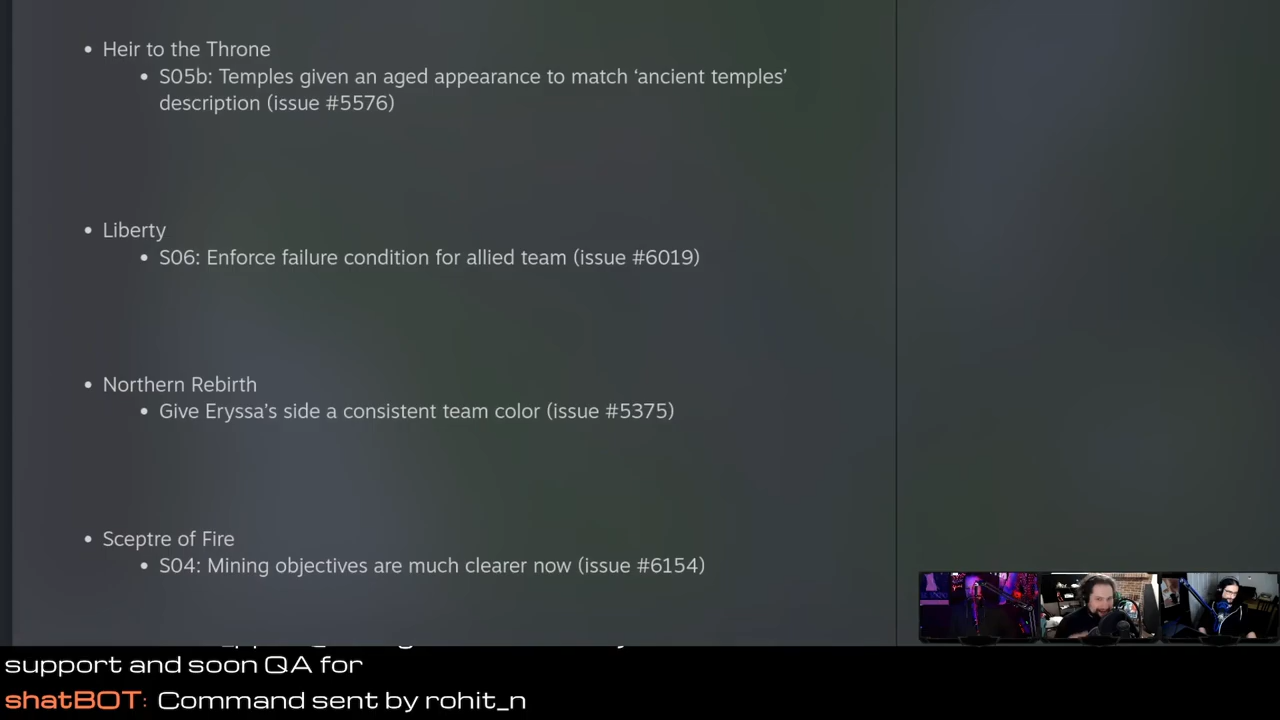 Heir to the Throne
S05b: Temples given an aged appearance to match ‘ancient temples’
description (issue #5576)
Liberty
S06: Enforce failure condition for allied team (issue #6019)
Northern Rebirth
Give Eryssa’s side a consistent team color (issue #5375)
Sceptre of Fire
S04: Mining objectives are much clearer now (issue #6154)
support and soon QA for
shatBOT: Command sent by rohit_n